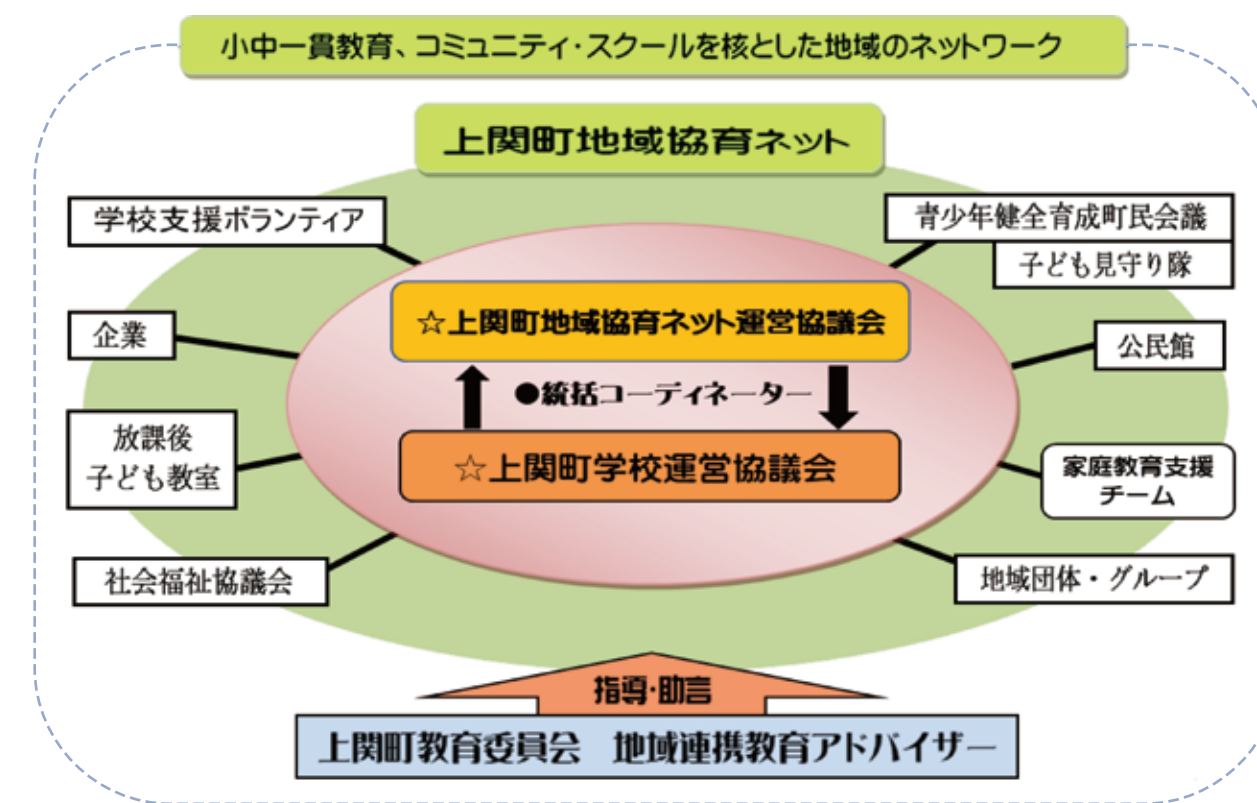 小中一貫教育、コミュニティ・スクールを核とした地域のネットワーク
上関町地域協育ネット
学校支援ボランティア
青少年健全育成町民会議
子ども見守り隊
☆上関町地域協育ネット運営協議会
企業
公民館
●統括コーディネーター
放課後
子ども教室
☆上関町学校運営協議会
家庭教育支援
チーム
社会福祉協議会
地域団体・グループ
指導・助言
上関町教育委員会 地域連携教育アドバイザー